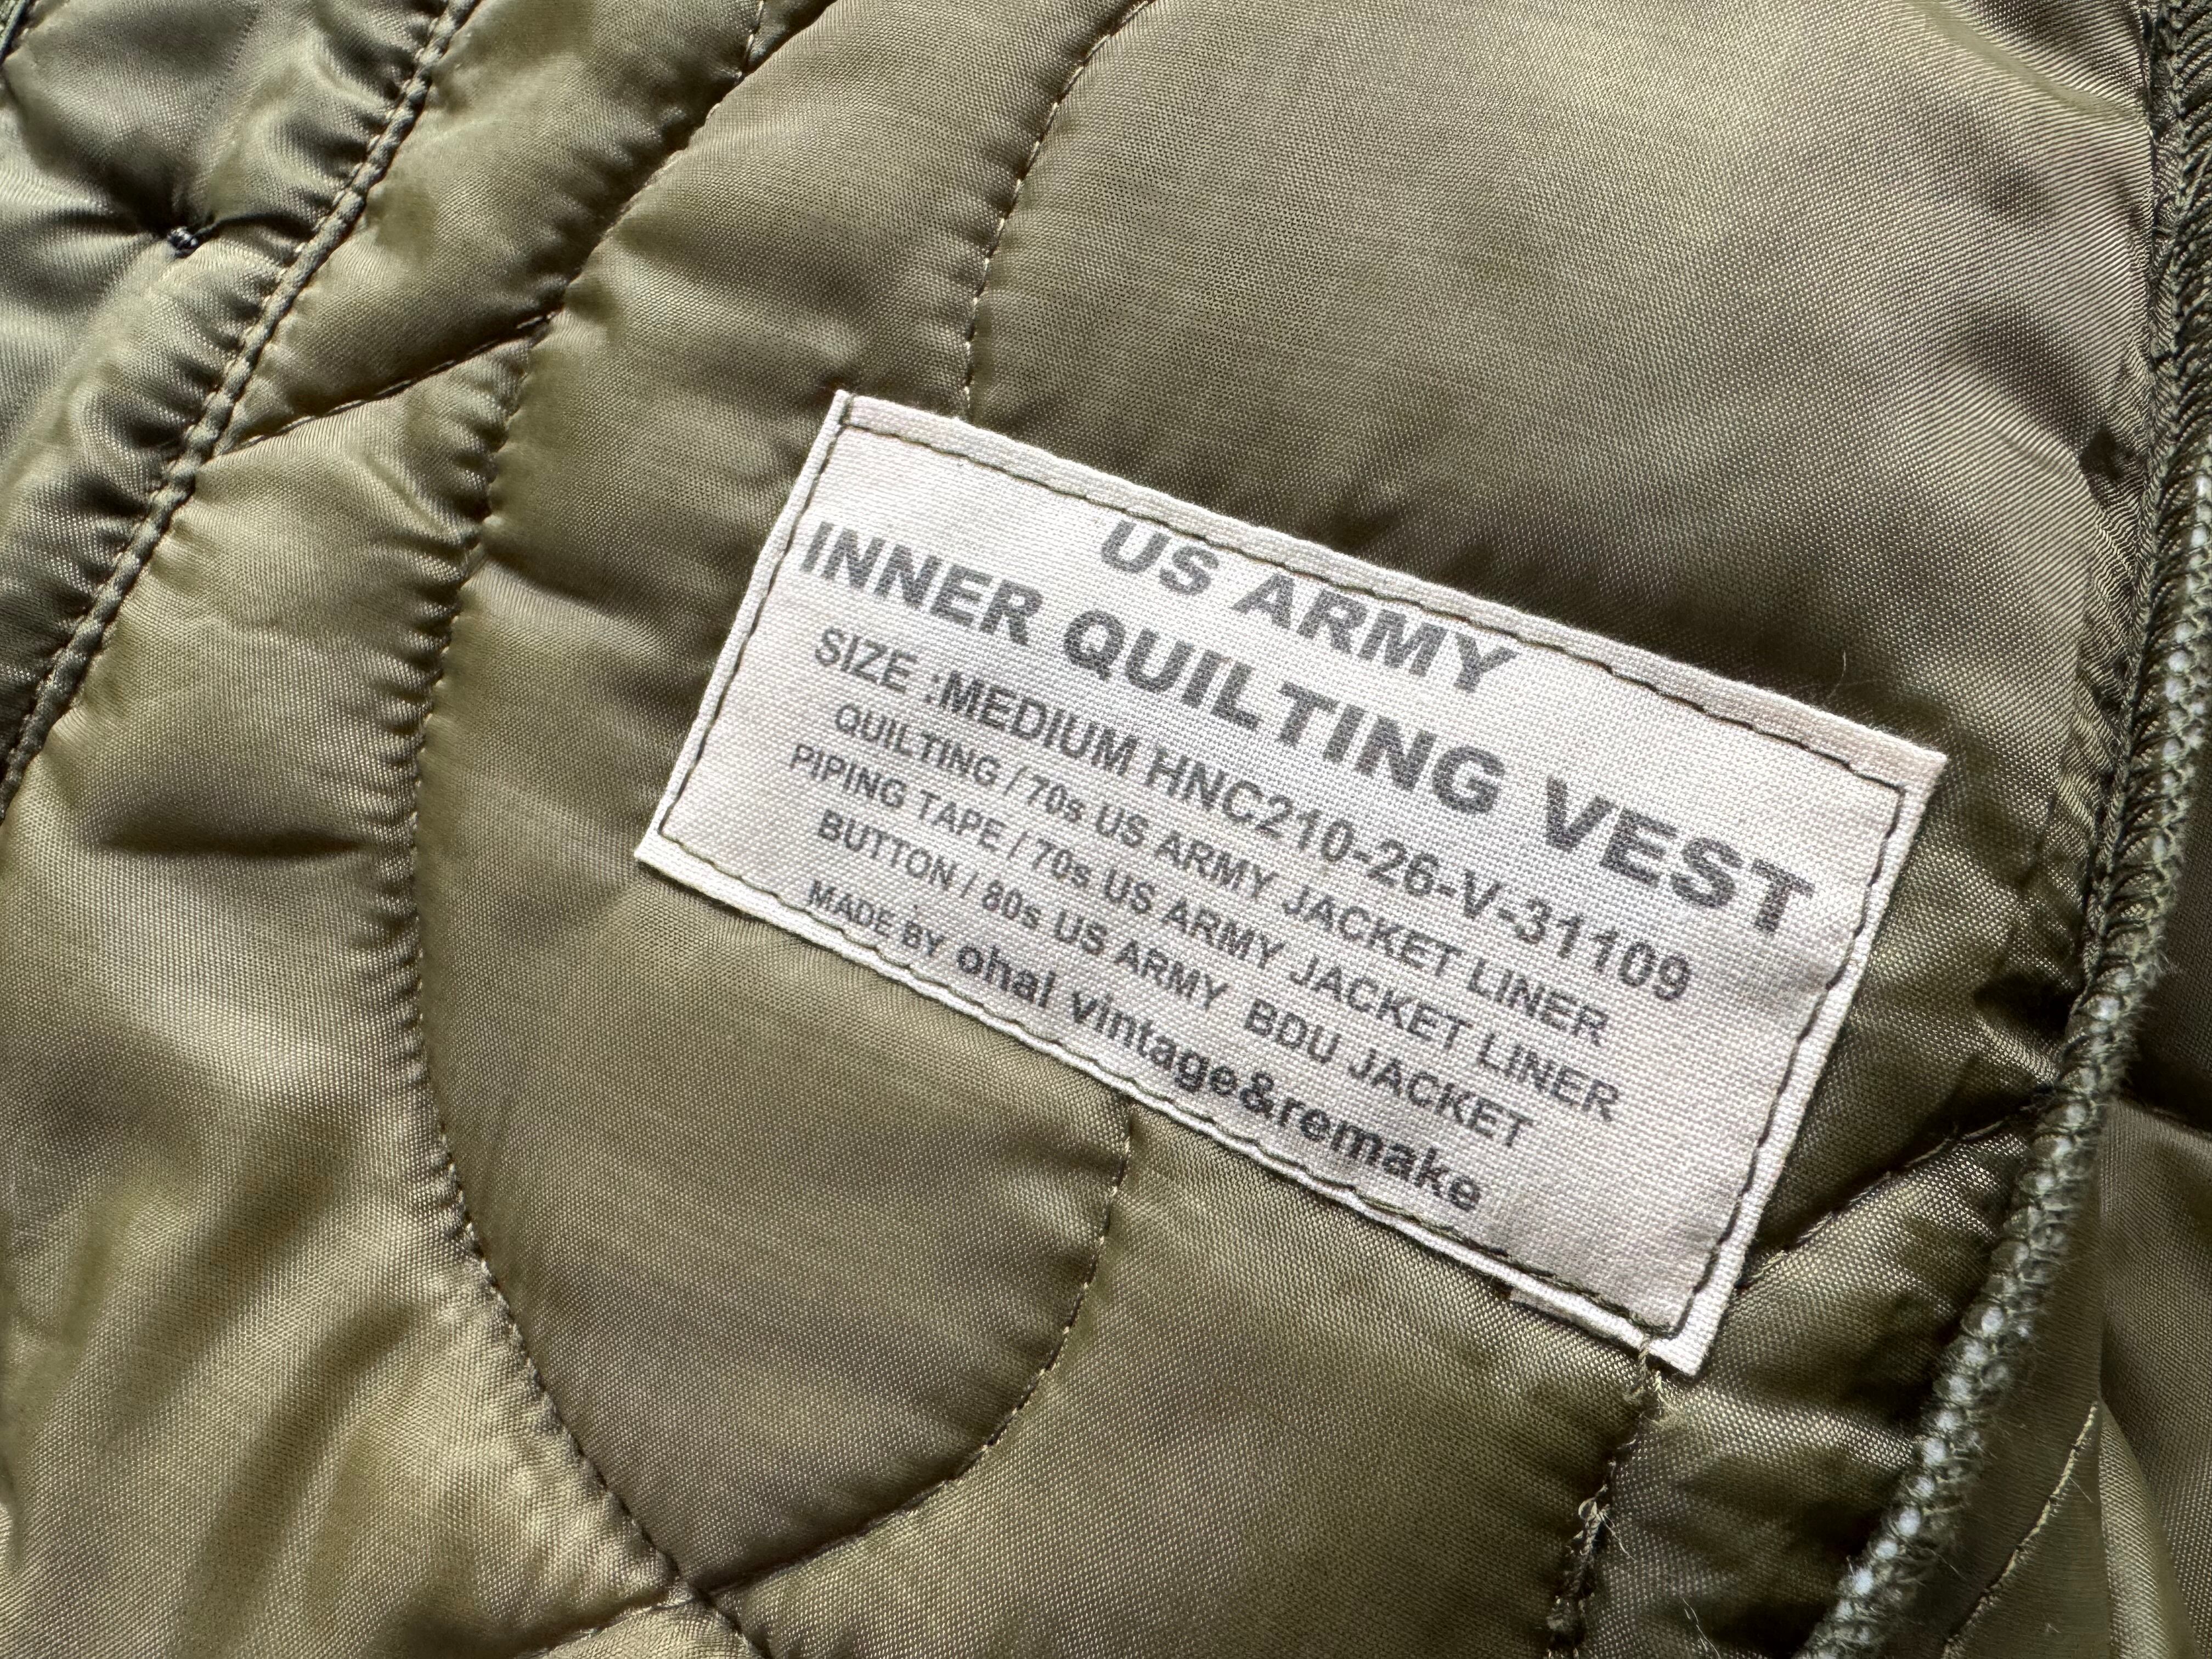 US ARMY
INNER QUILTING VEST
SIZE :MEDIUM HNC210-26-V-31109
QUILTING / 70s US ARMY JACKET LINER
PIPING TAPE / 70s US ARMY JACKET LINER
BUTTON / 80s US ARMY BDU JACKET
MADE BY ohal vintage&remake